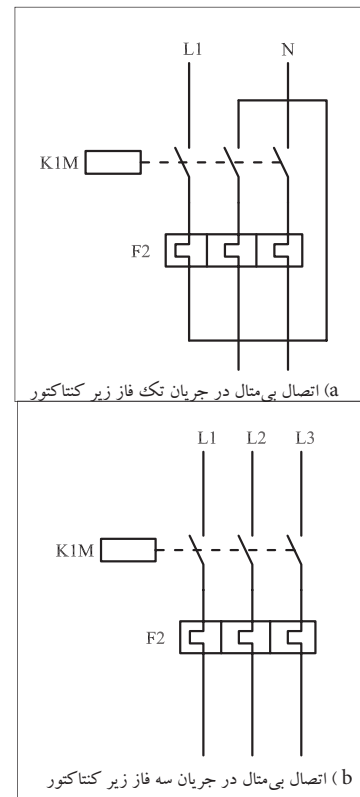 L1 N
K1M
F2
a) اتصال بی‌متال در جریان تک فاز زیر کنتاکتور
L1 L2 L3
K1M
F2
b ) اتصال بی‌متال در جریان سه فاز زیر کنتاکتور